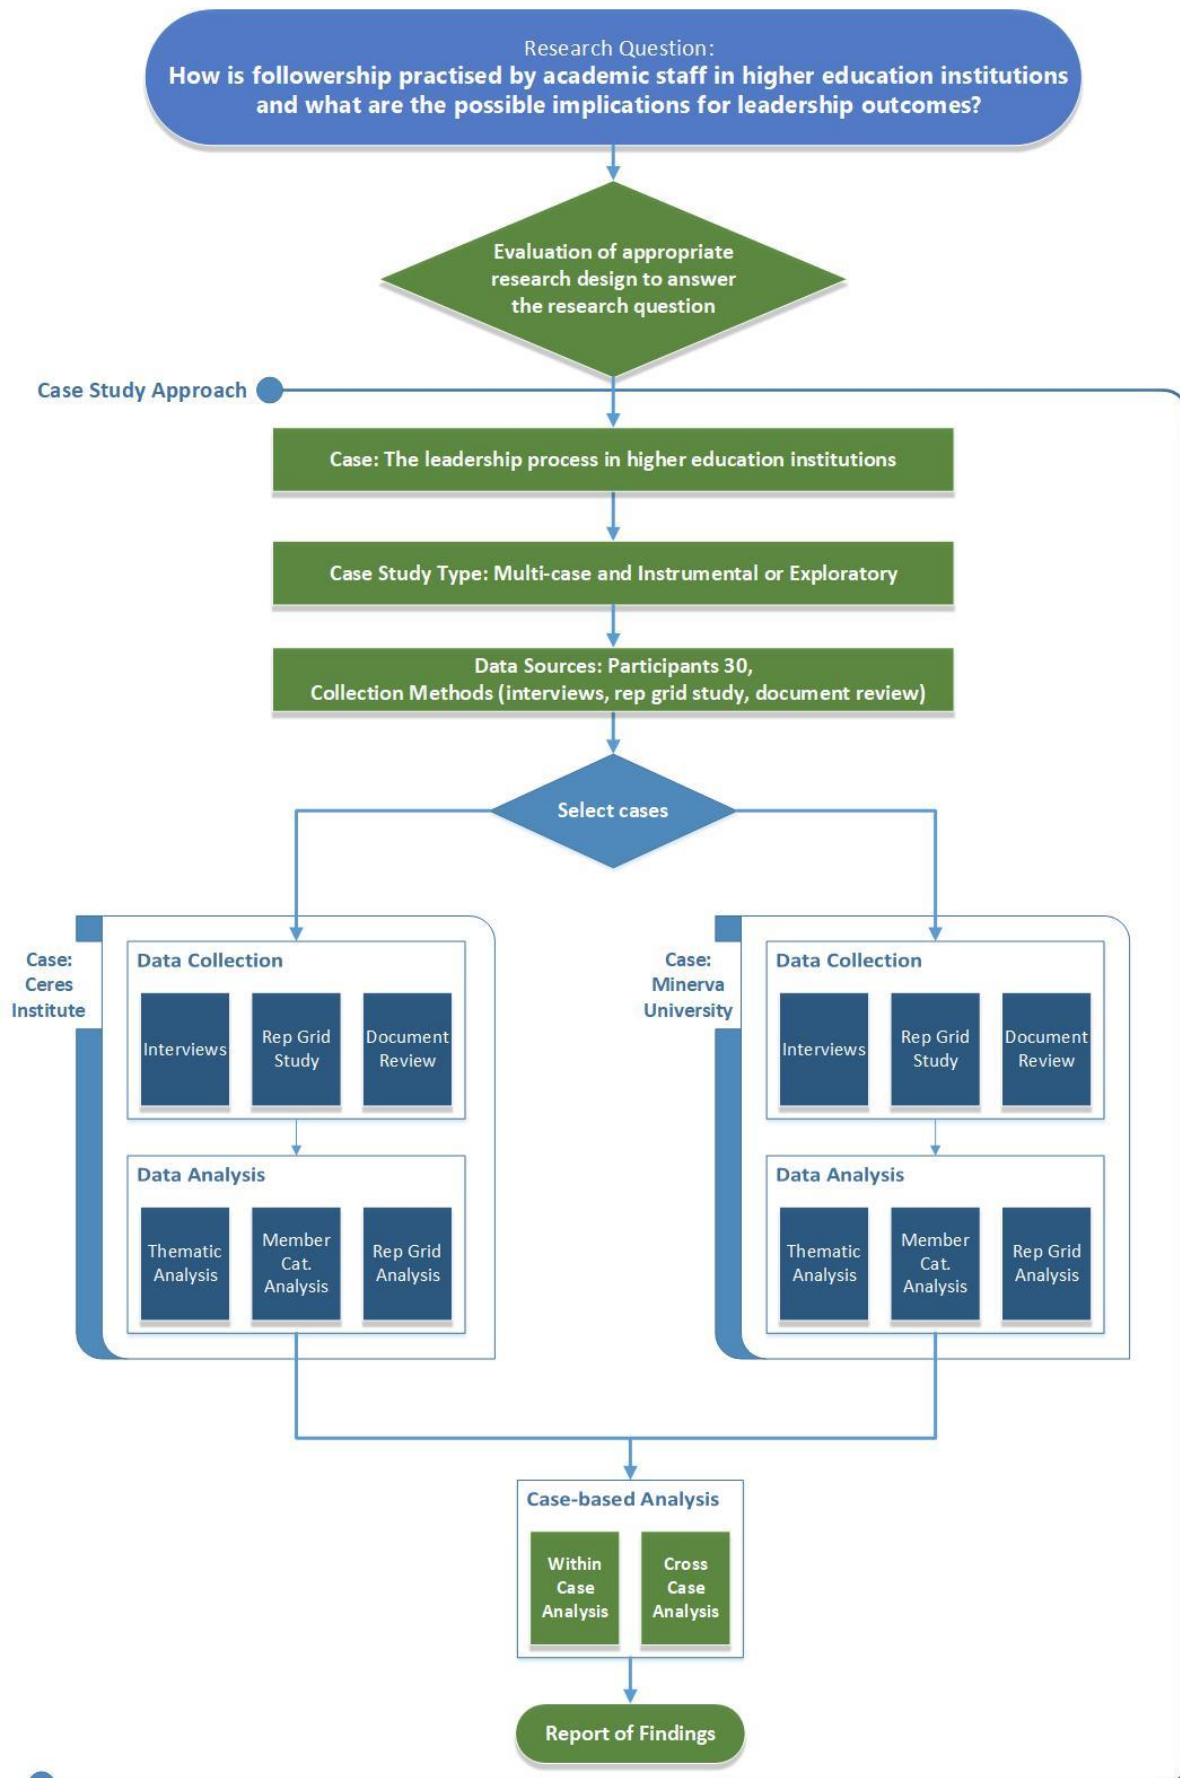 Research Question:
How is followership practised by academic staff in higher education institutions
and what are the possible implications for leadership outcomes?
Evaluation of appropriate
research design to answer
the research question
Case Study Approach
Case: The leadership process in higher education institutions
Case Study Type: Multi-case and Instrumental or Exploratory
Data Sources: Participants 30,
Collection Methods (interviews, rep grid study, document review)
Select cases
Case:
Ceres
Institute
Data Collection
Interviews
Rep Grid
Study
Document
Review
Data Analysis
Thematic
Analysis
Member
Cat.
Analysis
Rep Grid
Analysis
Case:
Minerva
University
Data Collection
Interviews
Rep Grid
Study
Document
Review
Data Analysis
Thematic
Analysis
Member
Cat.
Analysis
Rep Grid
Analysis
Case-based Analysis
Within
Case
Analysis
Cross
Case
Analysis
Report of Findings